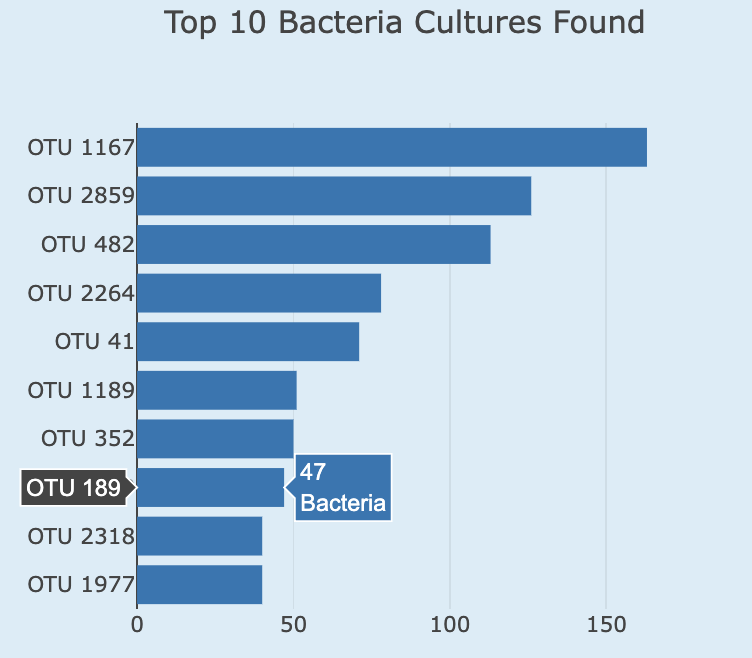 Top 10 Bacteria Cultures Found
OTU 1167
OTU 2859
OTU 482
OTU 2264
OTU 41
OTU 1189
OTU 352
OTU 189
47
Bacteria
OTU 2318
OTU 1977
0 50 100 150